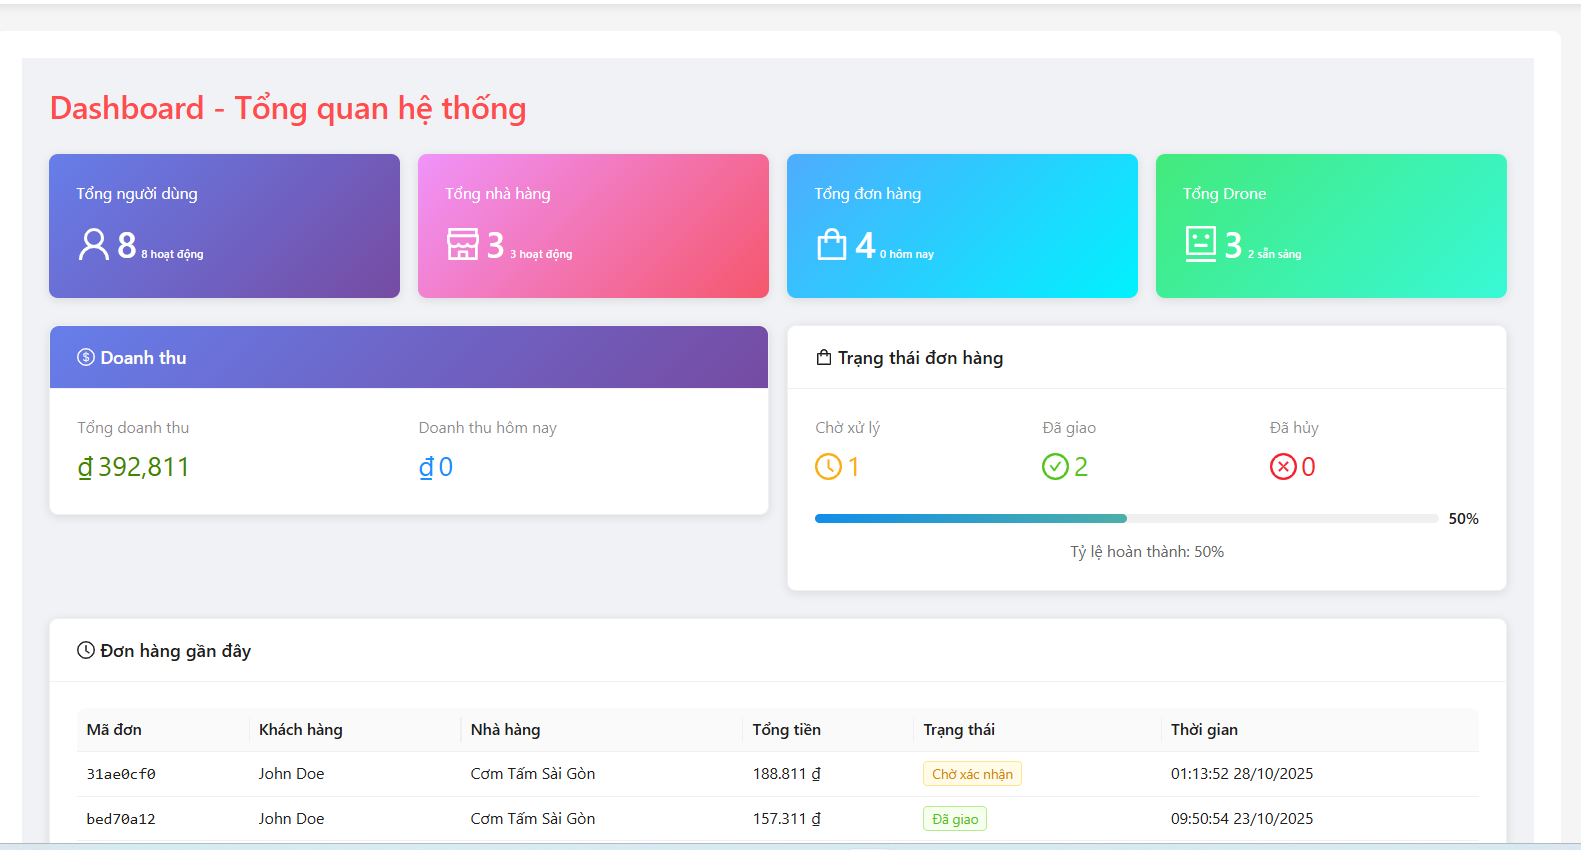 Dashboard - Tổng quan hệ thống
Tổng người dùng
8 8 hoạt động
Tổng nhà hàng
3 3 hoạt động
Tổng đơn hàng
4 0 hôm nay
Tổng Drone
3 2 sẵn sàng
Doanh thu
Tổng doanh thu
₫ 392,811
Doanh thu hôm nay
₫ 0
Trạng thái đơn hàng
Chờ xử lý
1
Đã giao
2
Đã hủy
0
50%
Tỷ lệ hoàn thành: 50%
Đơn hàng gần đây
Mã đơn Khách hàng Nhà hàng Tổng tiền Trạng thái Thời gian
31ae0cf0 John Doe Cơm Tấm Sài Gòn 188.811 ₫ Chờ xác nhận 01:13:52 28/10/2025
bed70a12 John Doe Cơm Tấm Sài Gòn 157.311 ₫ Đã giao 09:50:54 23/10/2025